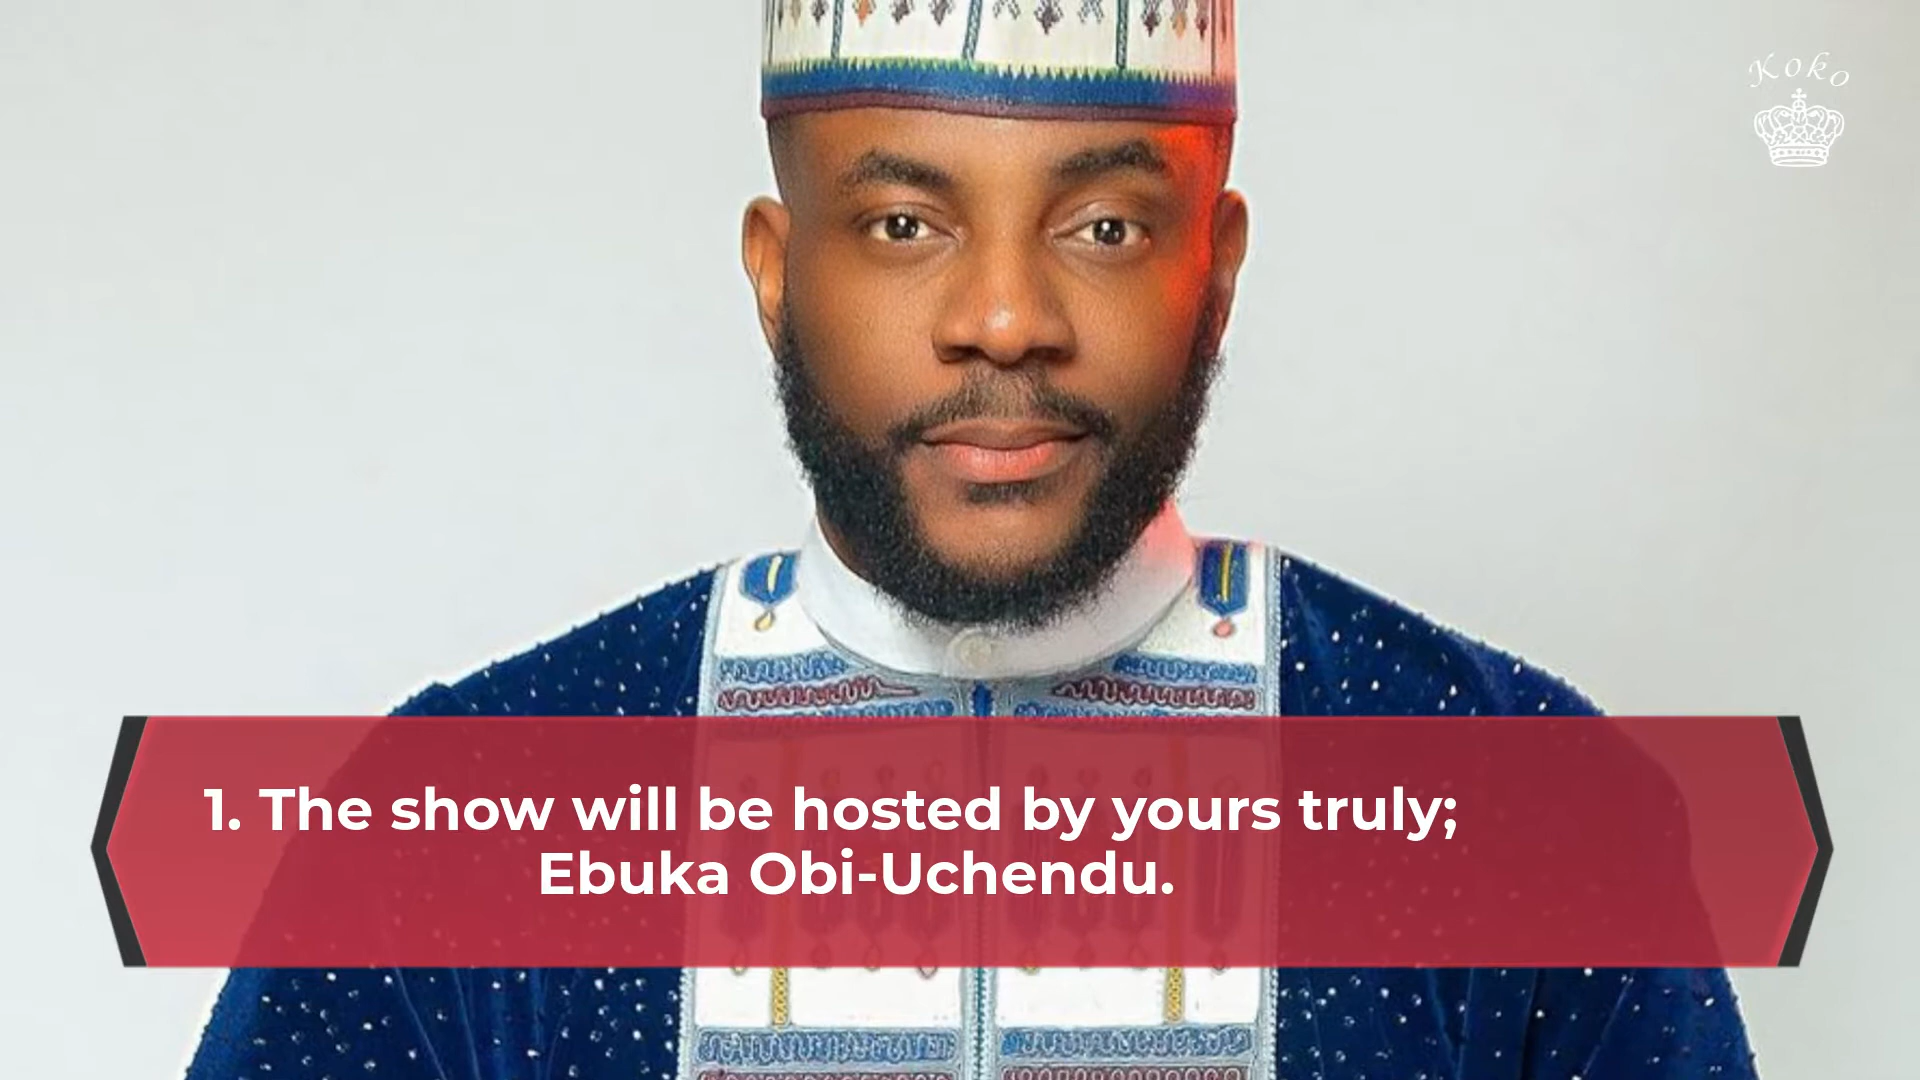 Koko
1. The show will be hosted by yours truly;
Ebuka Obi-Uchendu.